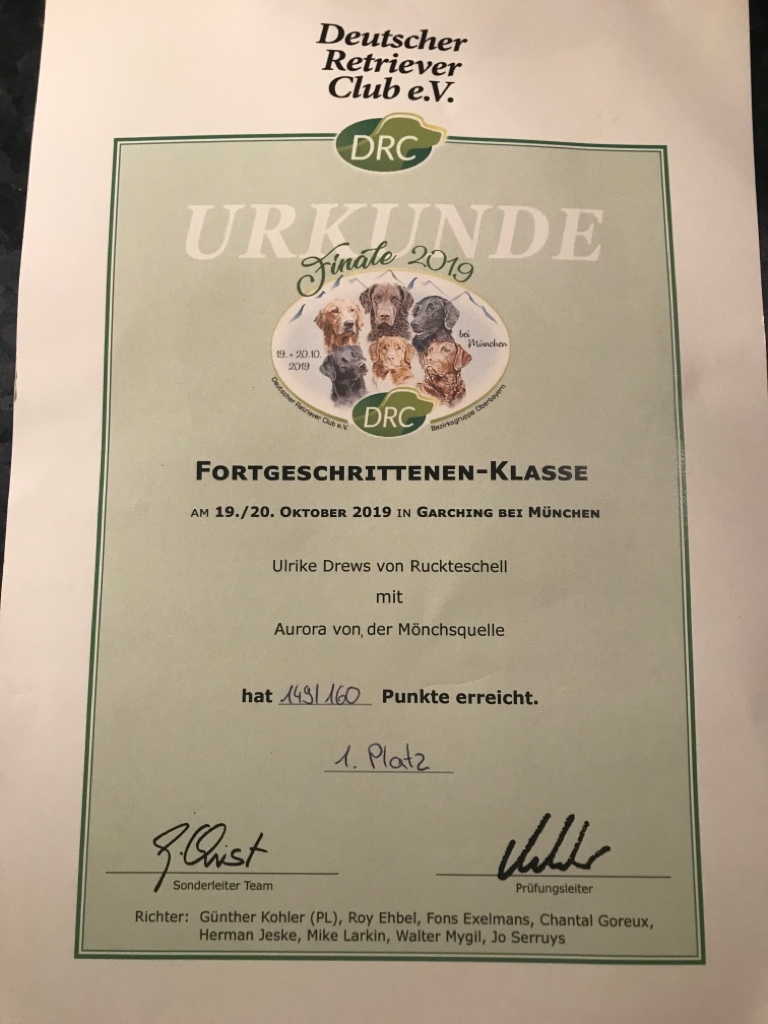 Deutscher
Retriever
Club e.V.
DRC
URKUNDE
Finale 2019
bei
München
19. + 20.10.
2019
Deutscher Retriever Club e.V.
DRC
Bezirksgruppe Oberbayern
FORTGESCHRITTENEN-KLASSE
AM 19./20. OKTOBER 2019 IN GARCHING BEI MÜNCHEN
Ulrike Drews von Ruckteschell
mit
Aurora von der Mönchsquelle
hat 149/160 Punkte erreicht.
1. Platz
Sonderleiter Team
Prüfungsleiter
Richter: Günther Kohler (PL), Roy Ehbel, Fons Exelmans, Chantal Goreux,
Herman Jeske, Mike Larkin, Walter Mygil, Jo Serruys